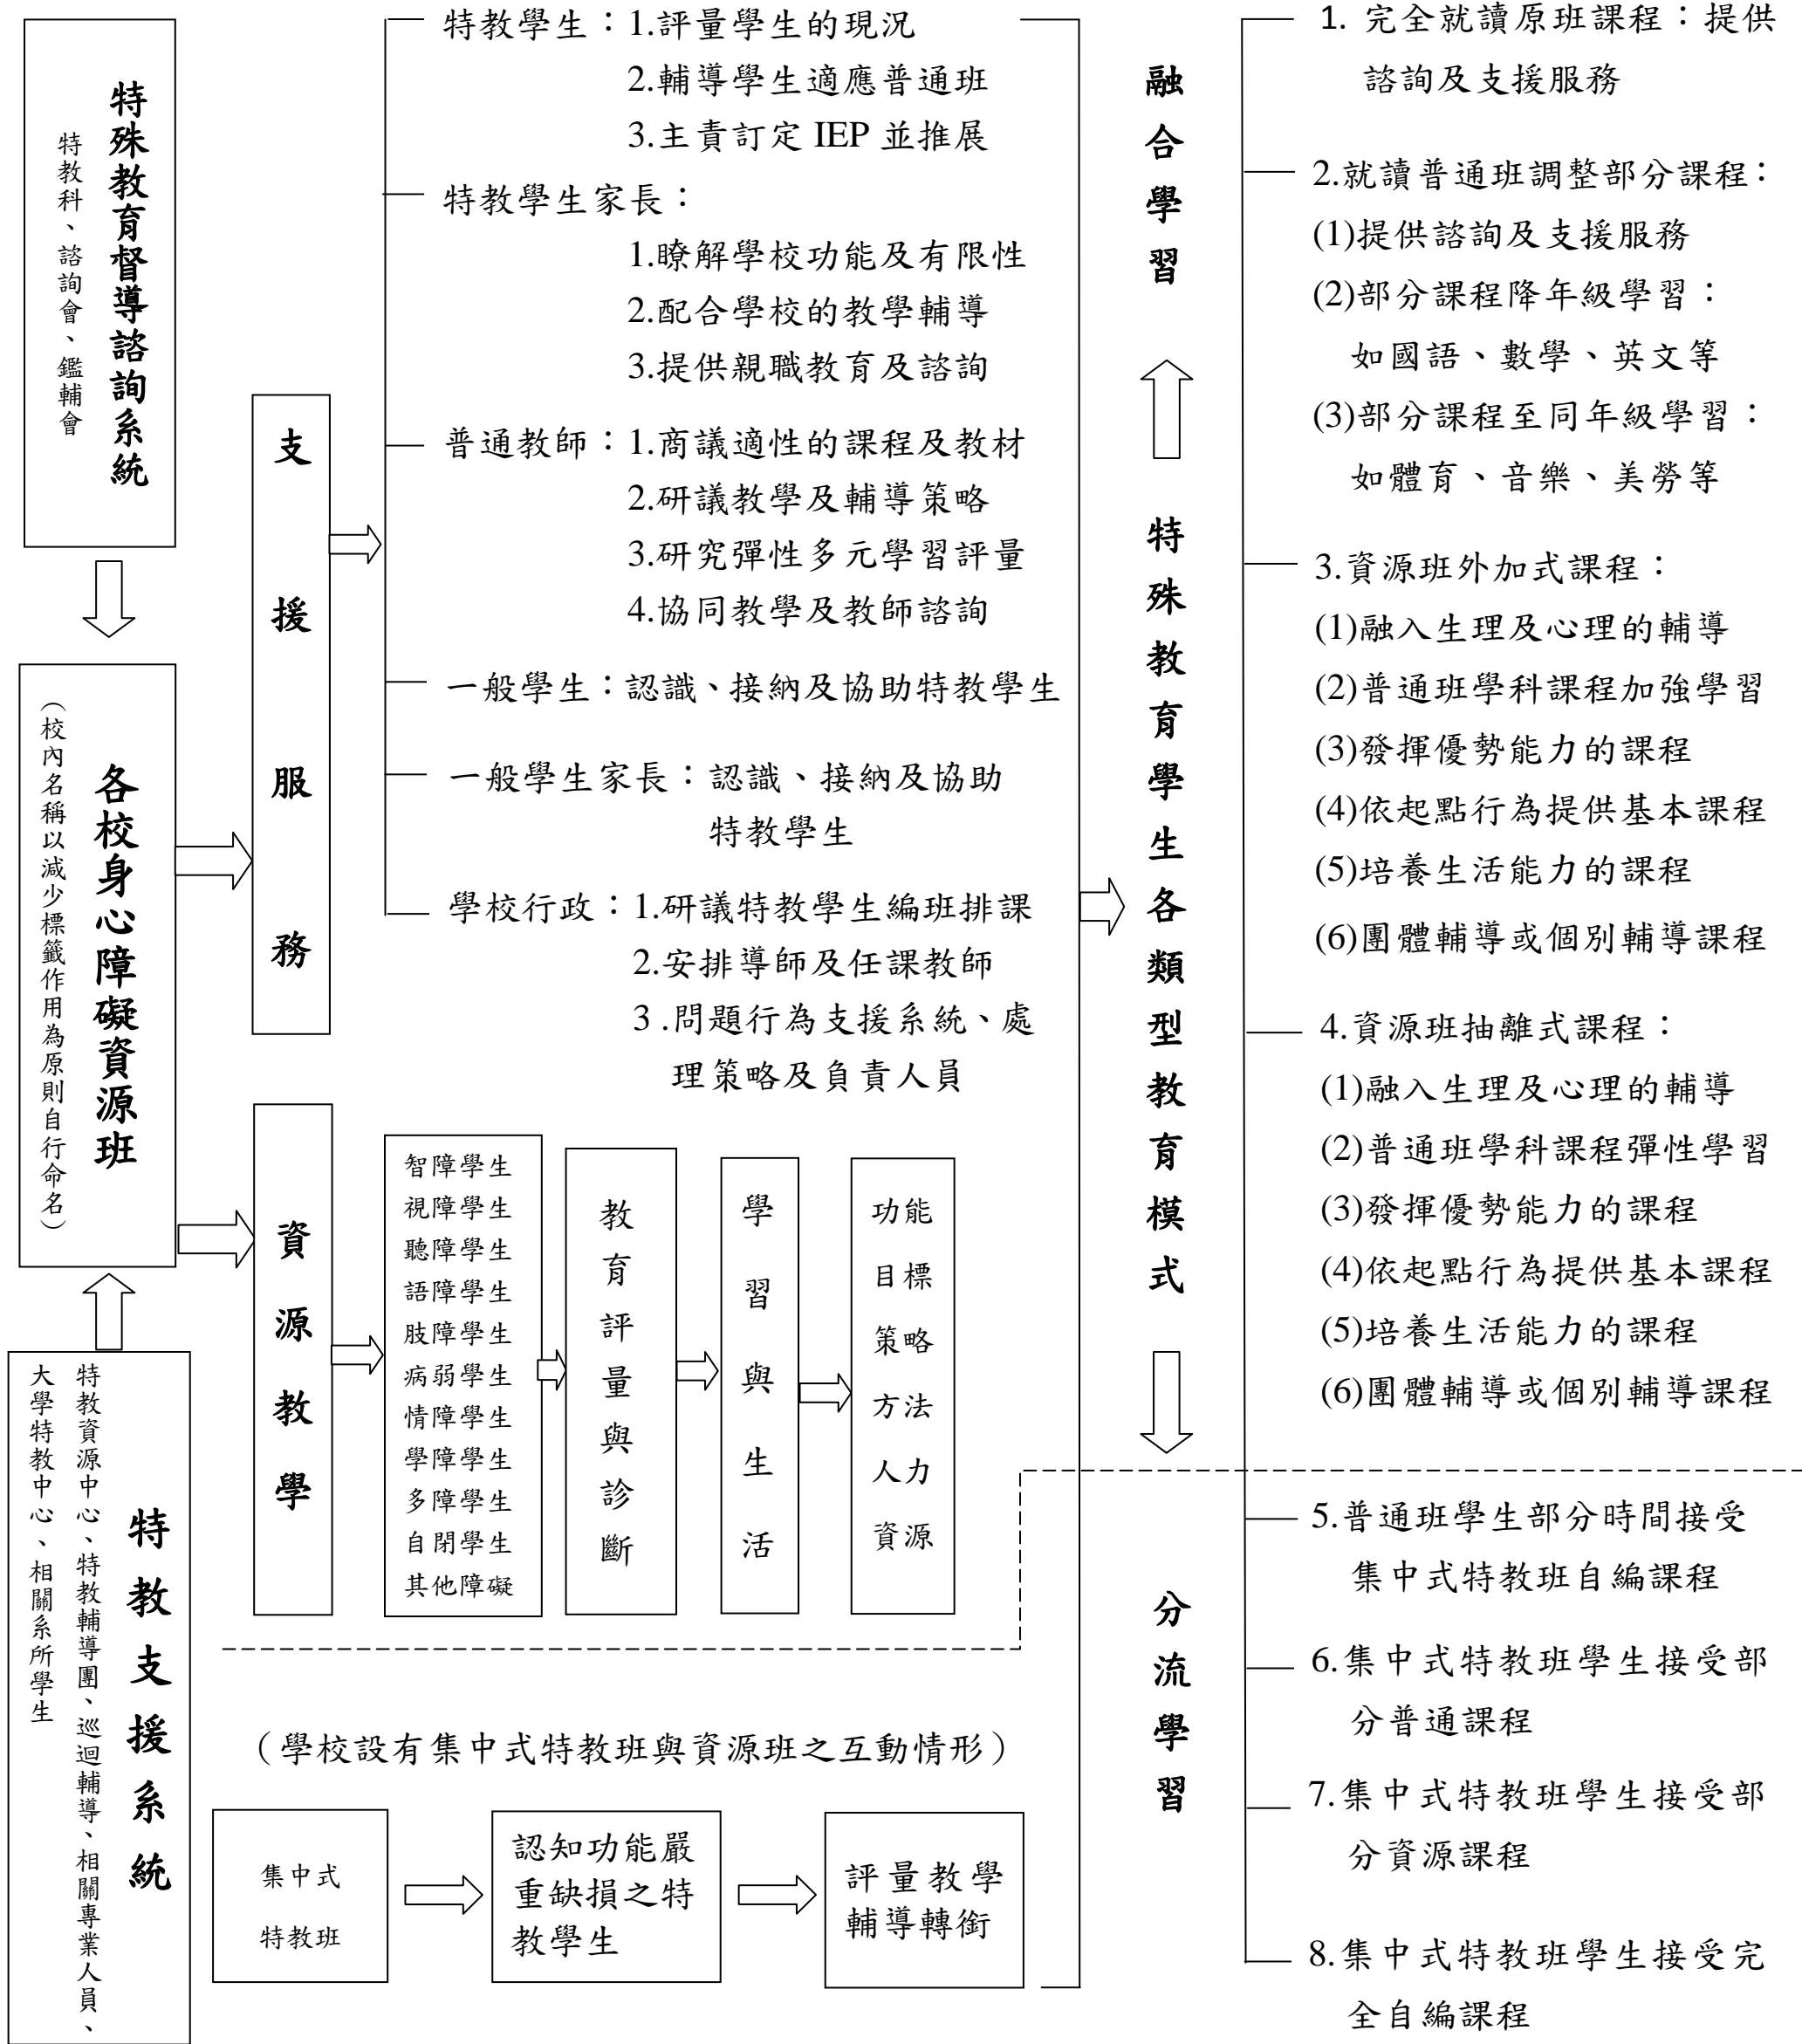 特殊教育督導諮詢系統
特教科、諮詢會、鑑輔會
各校身心障礙資源班
（校內名稱以減少標籤作用為原則自行命名）
特教支援系統
特教資源中心、特教輔導團、巡迴輔導、相關專業人員、
大學特教中心、相關系所學生
支援服務
特教學生：1.評量學生的現況
2.輔導學生適應普通班
3.主責訂定 IEP 並推展
特教學生家長：
1.瞭解學校功能及有限性
2.配合學校的教學輔導
3.提供親職教育及諮詢
普通教師：1.商議適性的課程及教材
2.研議教學及輔導策略
3.研究彈性多元學習評量
4.協同教學及教師諮詢
一般學生：認識、接納及協助特教學生
一般學生家長：認識、接納及協助
特教學生
學校行政：1.研議特教學生編班排課
2.安排導師及任課教師
3 .問題行為支援系統、處
理策略及負責人員
資源教學
智障學生
視障學生
聽障學生
語障學生
肢障學生
病弱學生
情障學生
學障學生
多障學生
自閉學生
其他障礙
教育評量與診斷
學習與生活
功能
目標
策略
方法
人力
資源
（學校設有集中式特教班與資源班之互動情形）
集中式
特教班
認知功能嚴
重缺損之特
教學生
評量教學
輔導轉銜
融合學習
特殊教育學生各類型教育模式
分流學習
1. 完全就讀原班課程：提供
諮詢及支援服務
2.就讀普通班調整部分課程：
(1)提供諮詢及支援服務
(2)部分課程降年級學習：
如國語、數學、英文等
(3)部分課程至同年級學習：
如體育、音樂、美勞等
3.資源班外加式課程：
(1)融入生理及心理的輔導
(2)普通班學科課程加強學習
(3)發揮優勢能力的課程
(4)依起點行為提供基本課程
(5)培養生活能力的課程
(6)團體輔導或個別輔導課程
4.資源班抽離式課程：
(1)融入生理及心理的輔導
(2)普通班學科課程彈性學習
(3)發揮優勢能力的課程
(4)依起點行為提供基本課程
(5)培養生活能力的課程
(6)團體輔導或個別輔導課程
5.普通班學生部分時間接受
集中式特教班自編課程
6.集中式特教班學生接受部
分普通課程
7.集中式特教班學生接受部
分資源課程
8.集中式特教班學生接受完
全自編課程